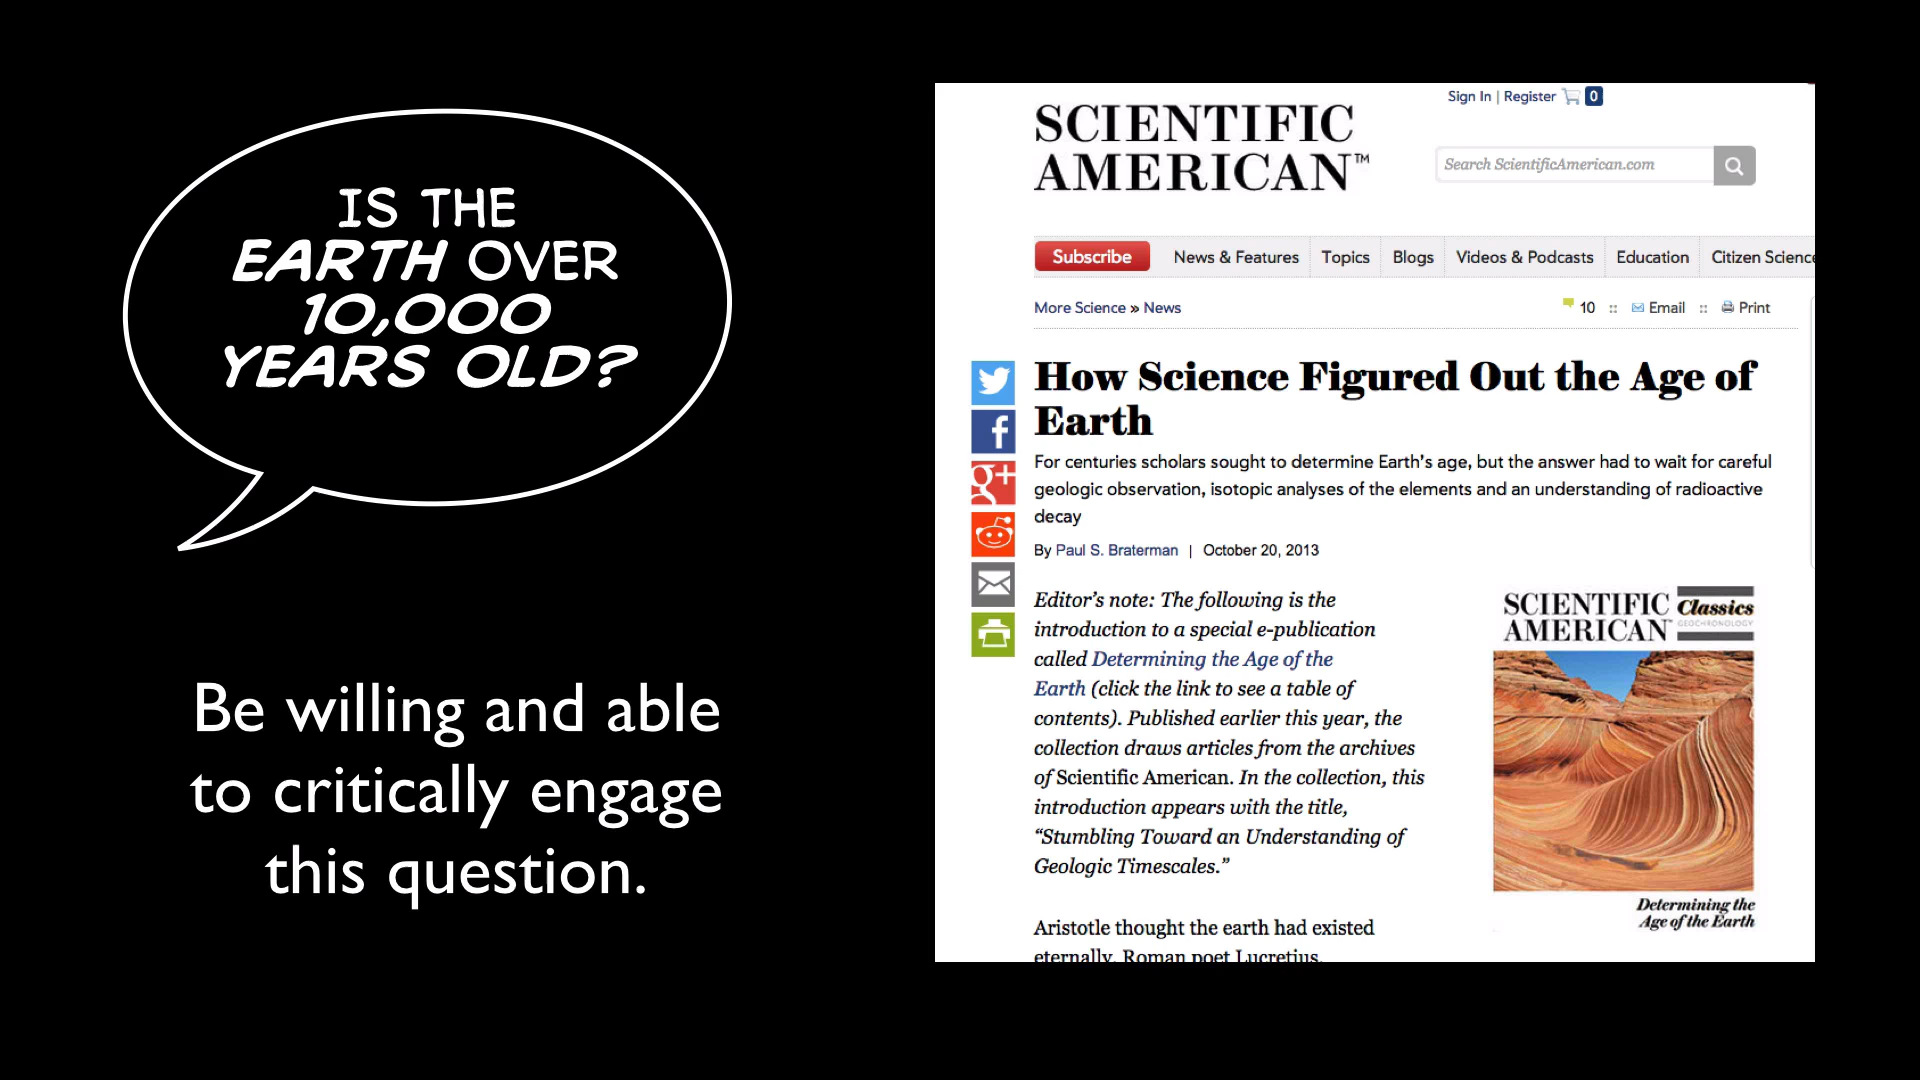 IS THE
EARTH OVER
10,000
YEARS OLD?
Be willing and able
to critically engage
this question.
Sign In | Register 0
SCIENTIFIC
AMERICAN™
Search ScientificAmerican.com
Subscribe News & Features Topics Blogs Videos & Podcasts Education Citizen Science
More Science » News
10 :: Email :: Print
How Science Figured Out the Age of
Earth
For centuries scholars sought to determine Earth's age, but the answer had to wait for careful
geologic observation, isotopic analyses of the elements and an understanding of radioactive
decay
By Paul S. Braterman | October 20, 2013
Editor's note: The following is the
introduction to a special e-publication
called Determining the Age of the
Earth (click the link to see a table of
contents). Published earlier this year, the
collection draws articles from the archives
of Scientific American. In the collection, this
introduction appears with the title,
“Stumbling Toward an Understanding of
Geologic Timescales.”
Aristotle thought the earth had existed
eternally. Roman poet Lucretius,
SCIENTIFIC Classics
AMERICAN™ GEOCHRONOLOGY
Determining the
Age of the Earth